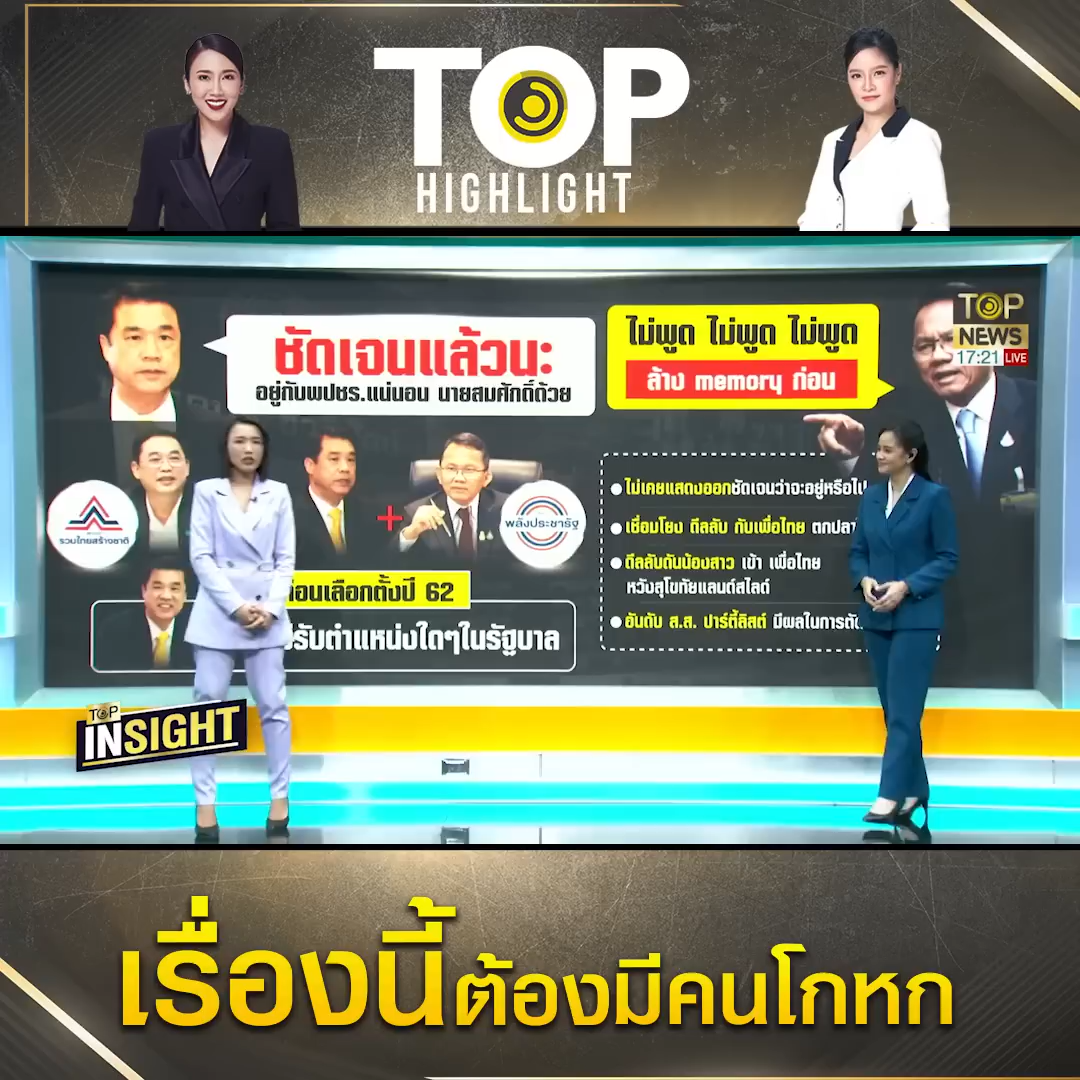 TOP
HIGHLIGHT
TOP
NEWS
17:21 LIVE
ชัดเจนแล้วนะ
อยู่กับพปชร.แน่นอน นายสมศักดิ์ด้วย
ไม่พูด ไม่พูด ไม่พูด
ล้าง memory ก่อน
รวมไทยสร้างชาติ
+
พลังประชารัฐ
ก่อนเลือกตั้งปี 62
รับตำแหน่งใดๆในรัฐบาล
ไม่เคยแสดงออกชัดเจนว่าจะอยู่หรือไป
เชื่อมโยง ดีลลับ กับเพื่อไทย
ดีลลับดันน้องสาว เข้า เพื่อไทย
หวังสุโขทัยแลนด์สไลด์
อันดับ ส.ส. ปาร์ตี้ลิสต์ มีผลในการ
TOP
INSIGHT
เรื่องนี้ต้องมีคนโกหก